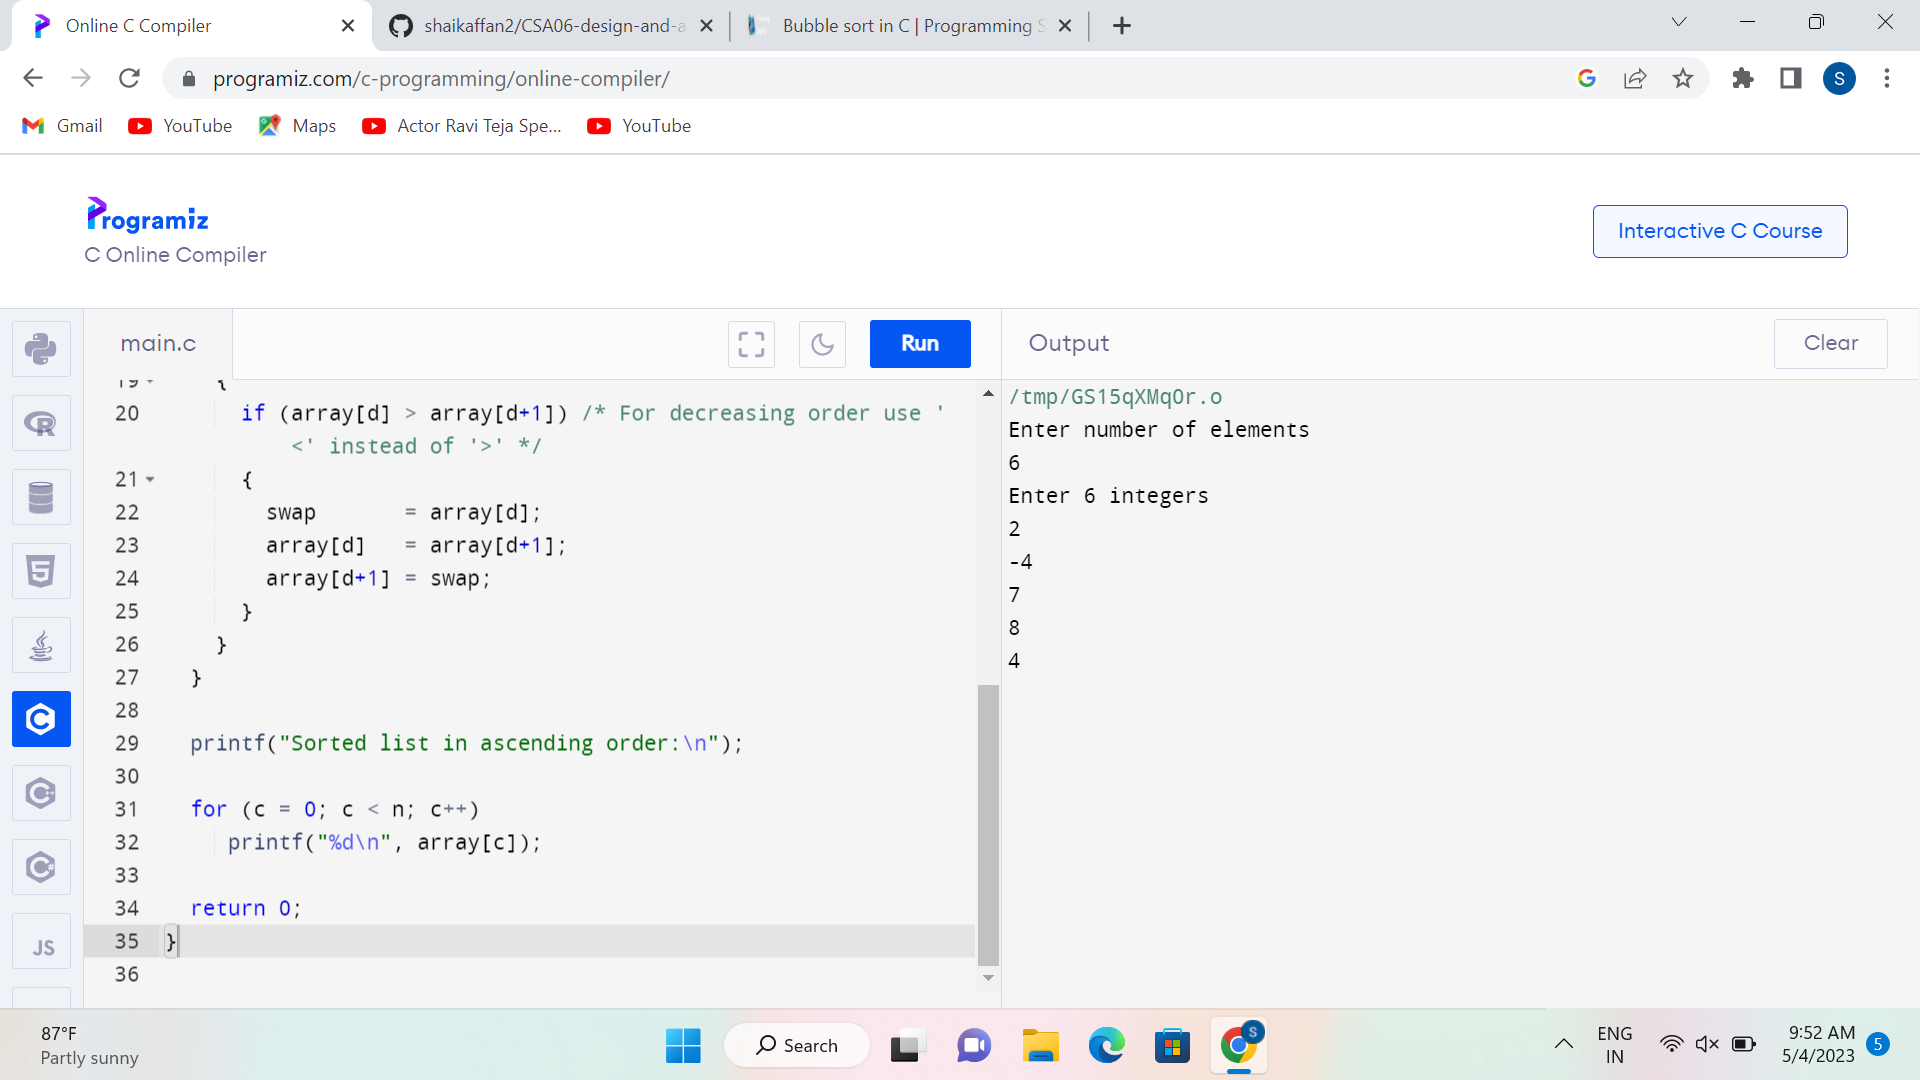 Online C Compiler
shaikaffan2/CSA06-design-and-a
Bubble sort in C | Programming S
programiz.com/c-programming/online-compiler/
S
Gmail
YouTube
Maps
Actor Ravi Teja Spe...
YouTube
Programiz
C Online Compiler
Interactive C Course
main.c
Run
Output
Clear
19 {
20 if (array[d] > array[d+1]) /* For decreasing order use '
<' instead of '>' */
21 {
22 swap = array[d];
23 array[d] = array[d+1];
24 array[d+1] = swap;
25 }
26 }
27 }
28
29 printf("Sorted list in ascending order:\n");
30
31 for (c = 0; c < n; c++)
32 printf("%d\n", array[c]);
33
34 return 0;
35 }
36
/tmp/GS15qXMqOr.o
Enter number of elements
6
Enter 6 integers
2
-4
7
8
4
R
5
C
C
C
JS
87°F
Partly sunny
Search
S
ENG
IN
9:52 AM
5/4/2023
5